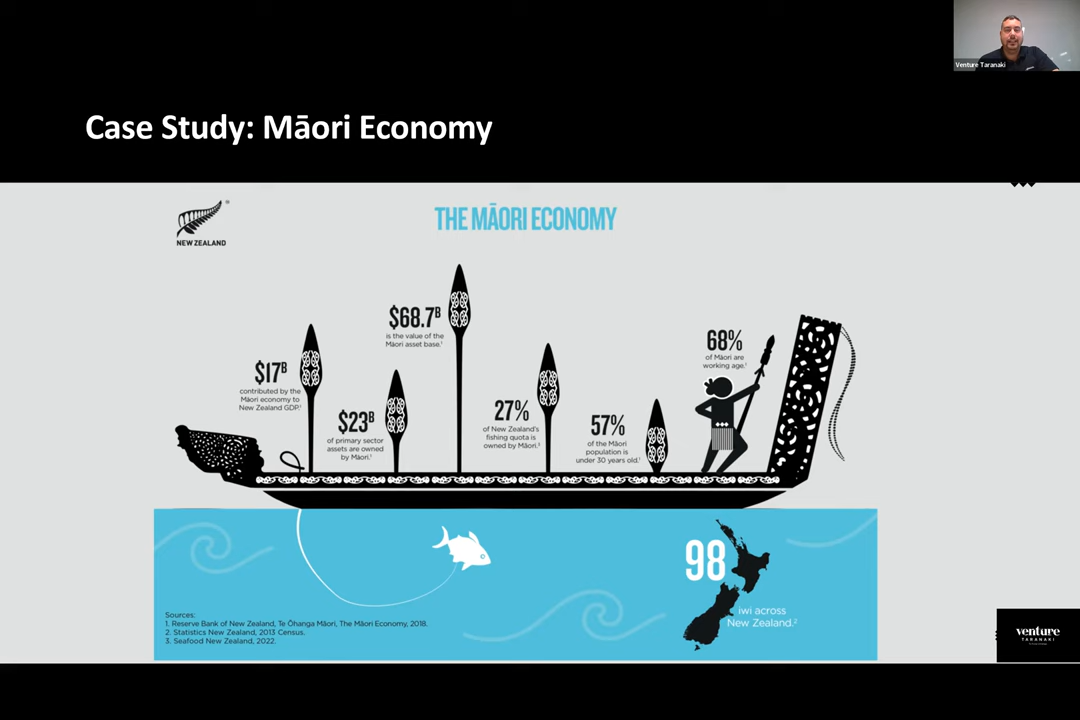 Venture Taranaki
Case Study: Māori Economy
®
NEW ZEALAND
THE MĀORI ECONOMY
$17B
contributed by the
Māori economy to
New Zealand GDP.¹
$23B
of primary sector
assets are owned
by Māori.¹
$68.7B
is the value of the
Māori asset base.¹
27%
of New Zealand's
fishing quota is
owned by Māori.³
57%
of the Māori
population is
under 30 years old.¹
68%
of Māori are
working age.¹
98
iwi across
New Zealand.²
Sources:
1. Reserve Bank of New Zealand, Te Ōhanga Māori, The Māori Economy, 2018.
2. Statistics New Zealand, 2013 Census.
3. Seafood New Zealand, 2022.
venture
TARANAKI